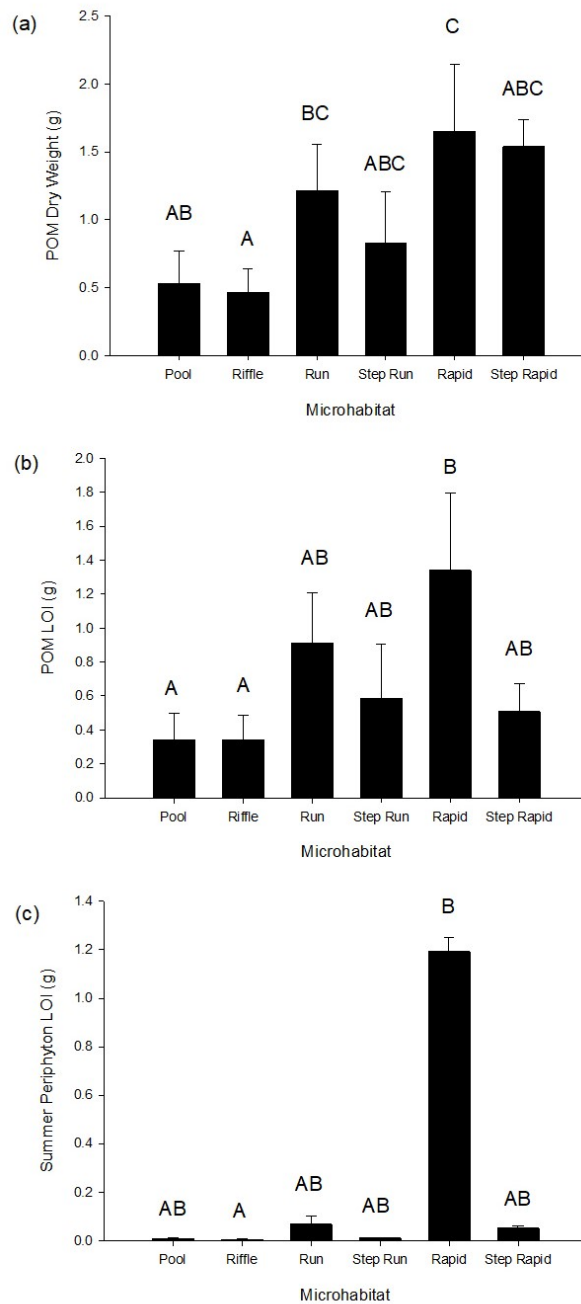 (a)
POM Dry Weight (g)
2.5
2.0
1.5
1.0
0.5
0.0
AB
A
BC
ABC
C
ABC
Pool Riffle Run Step Run Rapid Step Rapid
Microhabitat
(b)
POM LOI (g)
2.0
1.8
1.6
1.4
1.2
1.0
0.8
0.6
0.4
0.2
0.0
A
A
AB
AB
B
AB
Pool Riffle Run Step Run Rapid Step Rapid
Microhabitat
(c)
Summer Periphyton LOI (g)
1.4
1.2
1.0
0.8
0.6
0.4
0.2
0.0
AB
A
AB
AB
B
AB
Pool Riffle Run Step Run Rapid Step Rapid
Microhabitat